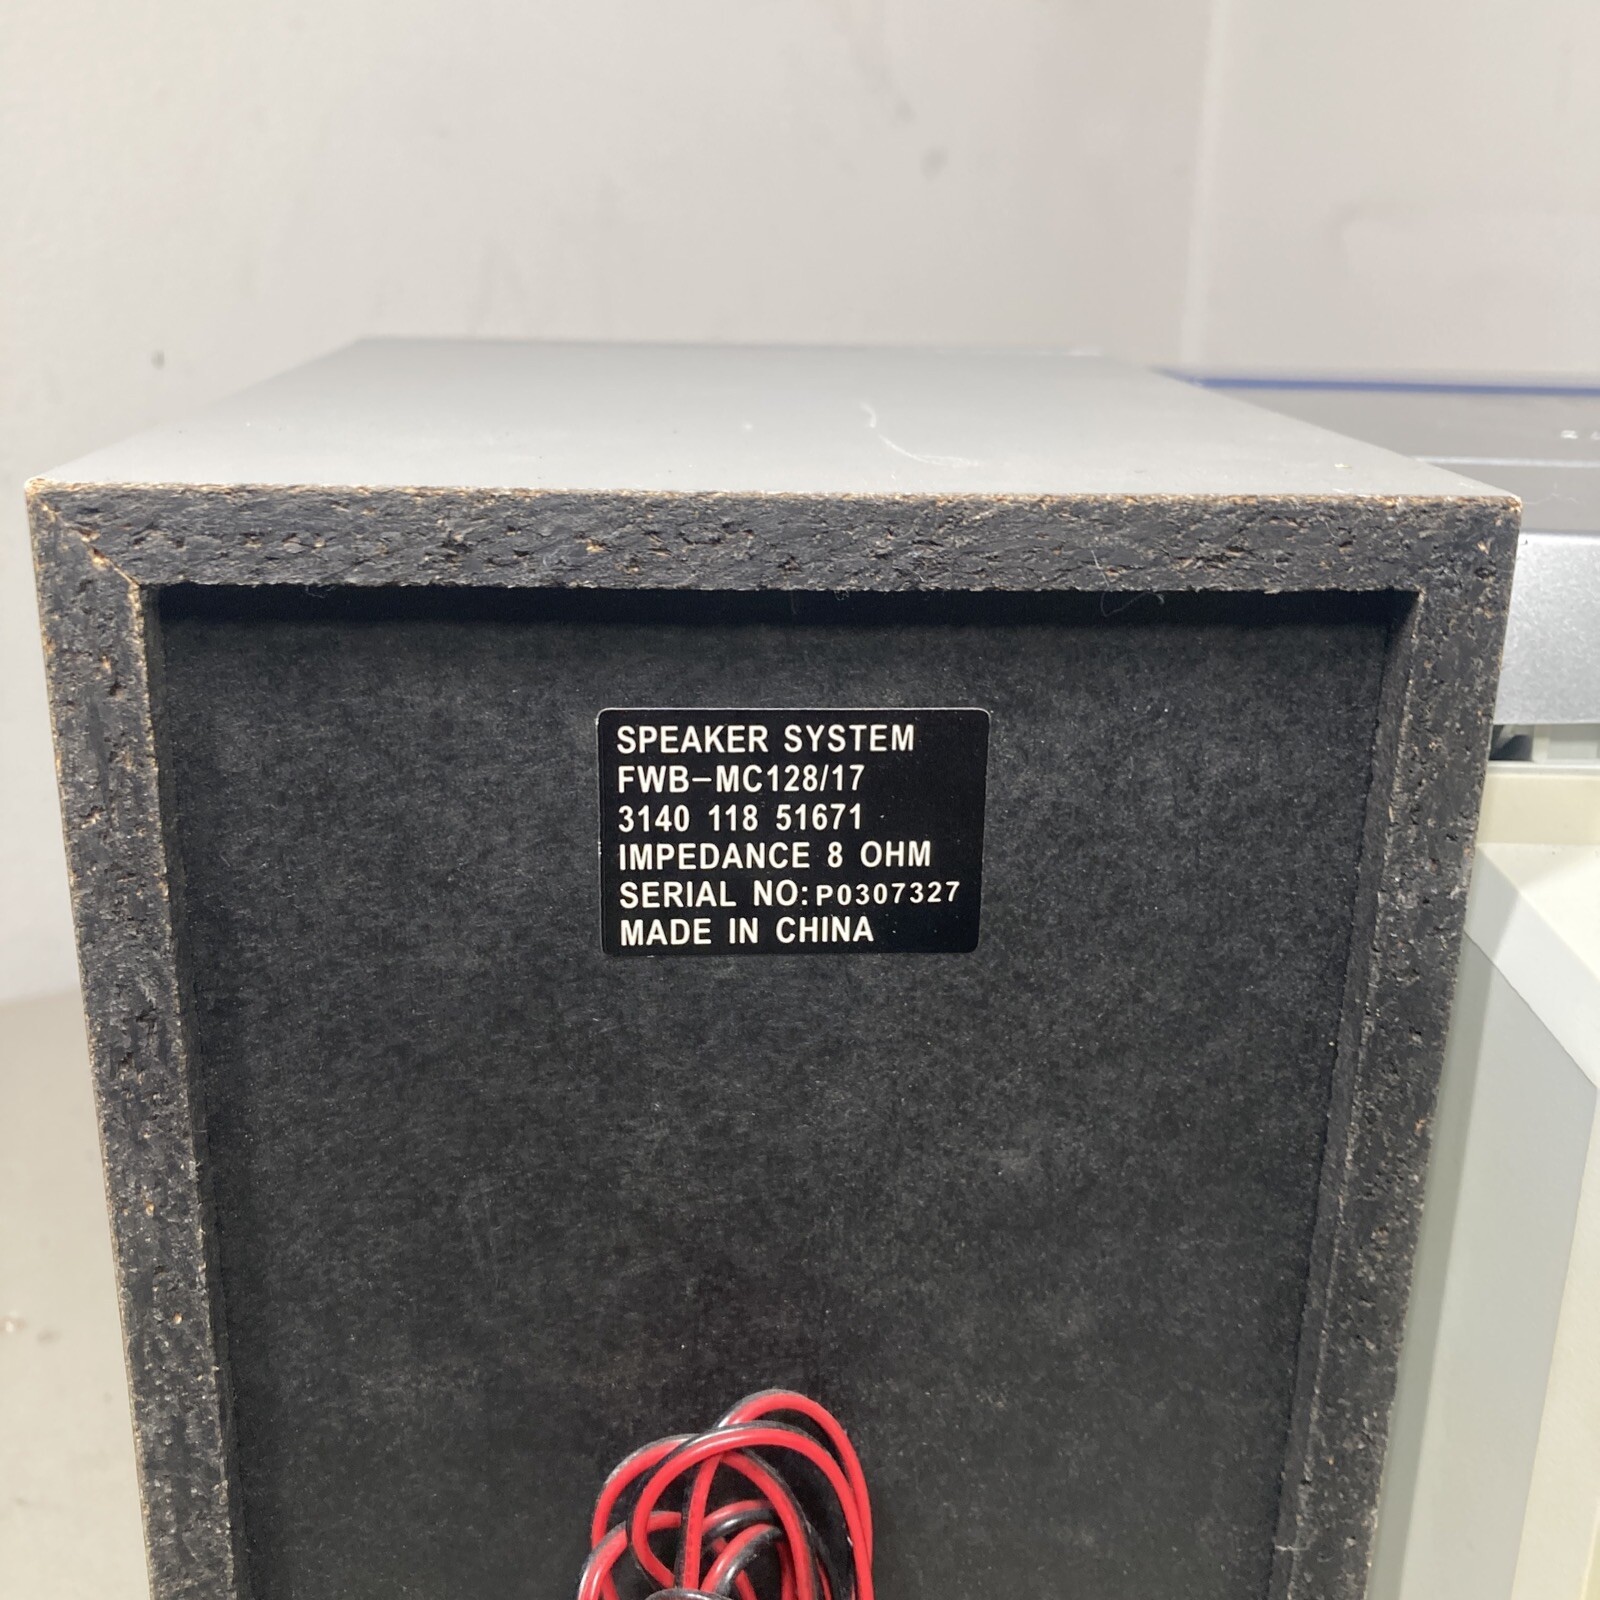 SPEAKER SYSTEM
FWB-MC128/17
3140 118 51671
IMPEDANCE 8 OHM
SERIAL NO: P0307327
MADE IN CHINA